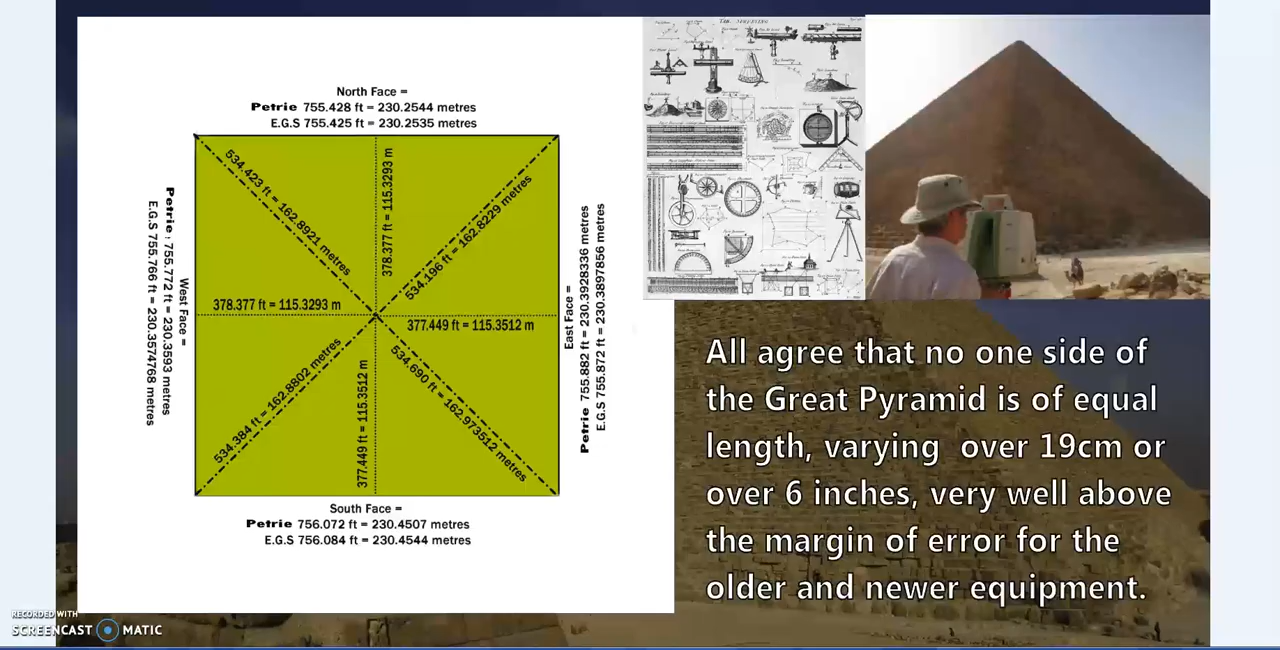 North Face =
Petrie 755.428 ft = 230.2544 metres
E.G.S 755.425 ft = 230.2535 metres
534.423 ft = 162.8921 metres
378.377 ft = 115.3293 m
534.196 ft = 162.8229 metres
Petrie, 755.772 ft = 230.3593 metres
E.G.S 755.766 ft = 230.3574768 metres
West Face =
378.377 ft = 115.3293 m
377.449 ft = 115.3512 m
East Face =
Petrie 755.882 ft = 230.3928336 metres
E.G.S 755.872 ft = 230.3897856 metres
534.384 ft = 162.8802 metres
377.449 ft = 115.3512 m
534.690 ft = 162.973512 metres
South Face =
Petrie 756.072 ft = 230.4507 metres
E.G.S 756.084 ft = 230.4544 metres
All agree that no one side of
the Great Pyramid is of equal
length, varying over 19cm or
over 6 inches, very well above
the margin of error for the
older and newer equipment.
RECORDED WITH
SCREENCAST MATIC